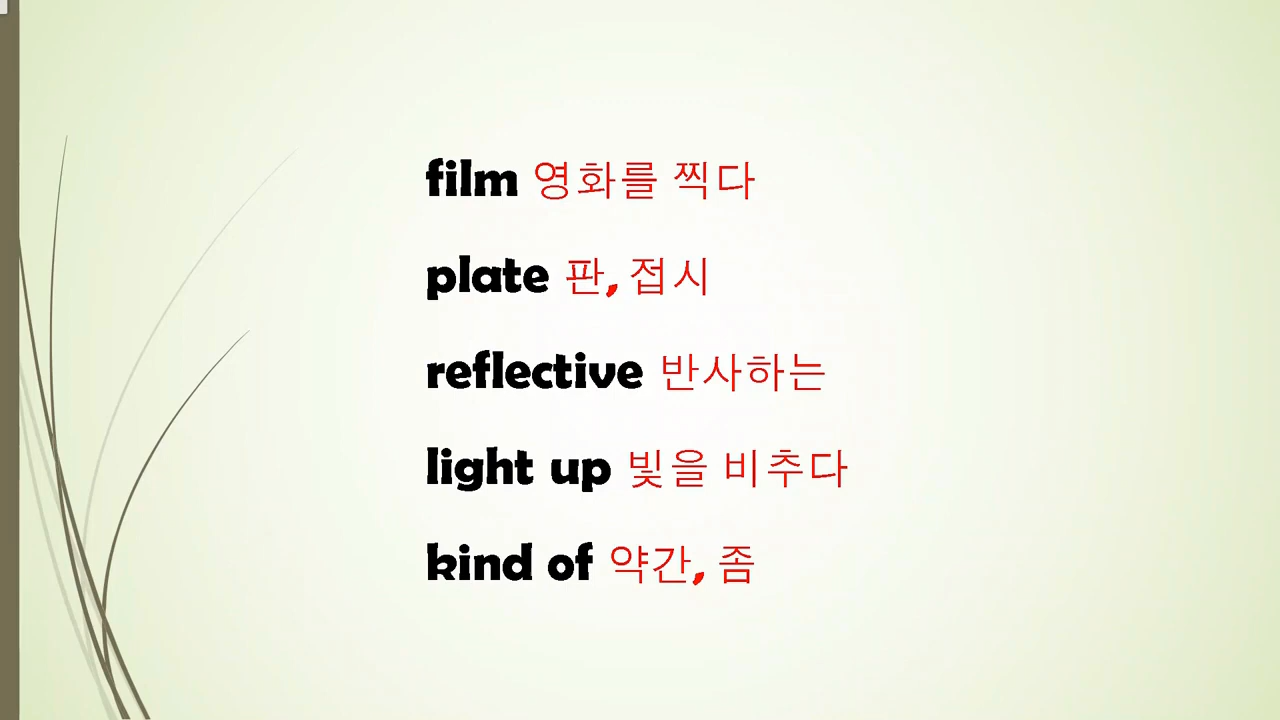 film 영화를 찍다
plate 판, 접시
reflective 반사하는
light up 빛을 비추다
kind of 약간, 좀